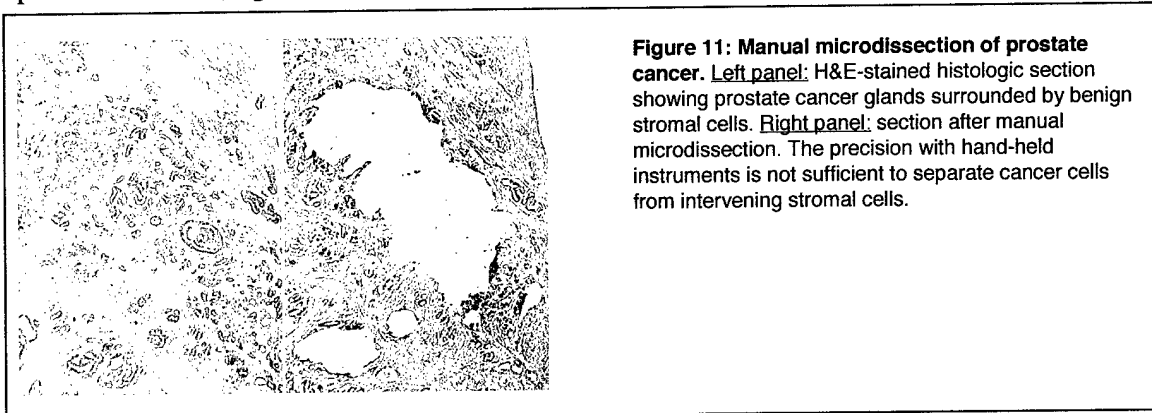 Figure 11: Manual microdissection of prostate
cancer. Left panel: H&E-stained histologic section
showing prostate cancer glands surrounded by benign
stromal cells. Right panel: section after manual
microdissection. The precision with hand-held
instruments is not sufficient to separate cancer cells
from intervening stromal cells.